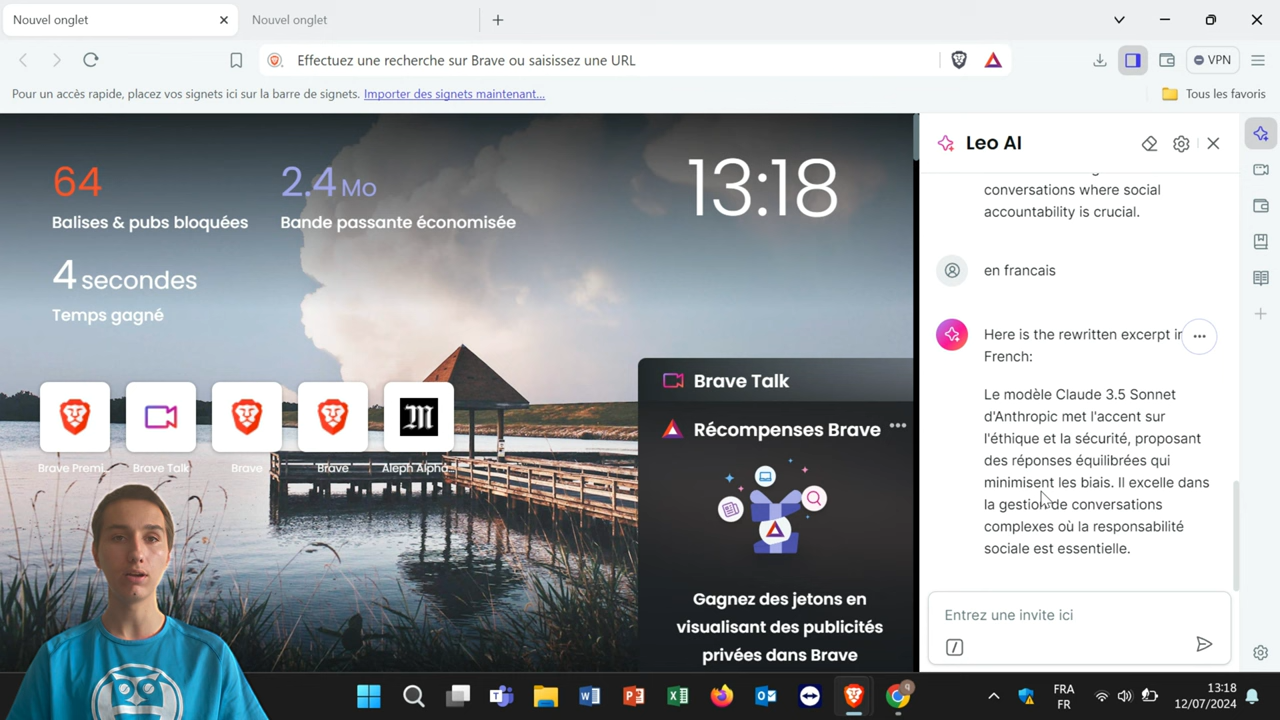 Nouvel onglet
Nouvel onglet
Effectuez une recherche sur Brave ou saisissez une URL
VPN
Pour un accès rapide, placez vos signets ici sur la barre de signets. Importer des signets maintenant...
Tous les favoris
64
Balises & pubs bloquées
2.4 Mo
Bande passante économisée
4 secondes
Temps gagné
13:18
Brave Premi...
Brave Talk
Brave
Brave
Aleph Alpha...
Brave Talk
Récompenses Brave
Gagnez des jetons en
visualisant des publicités
privées dans Brave
Leo AI
conversations where social
accountability is crucial.
en francais
Here is the rewritten excerpt in
French:
Le modèle Claude 3.5 Sonnet
d'Anthropic met l'accent sur
l'éthique et la sécurité, proposant
des réponses équilibrées qui
minimisent les biais. Il excelle dans
la gestion de conversations
complexes où la responsabilité
sociale est essentielle.
Entrez une invite ici
FRA
FR
13:18
12/07/2024